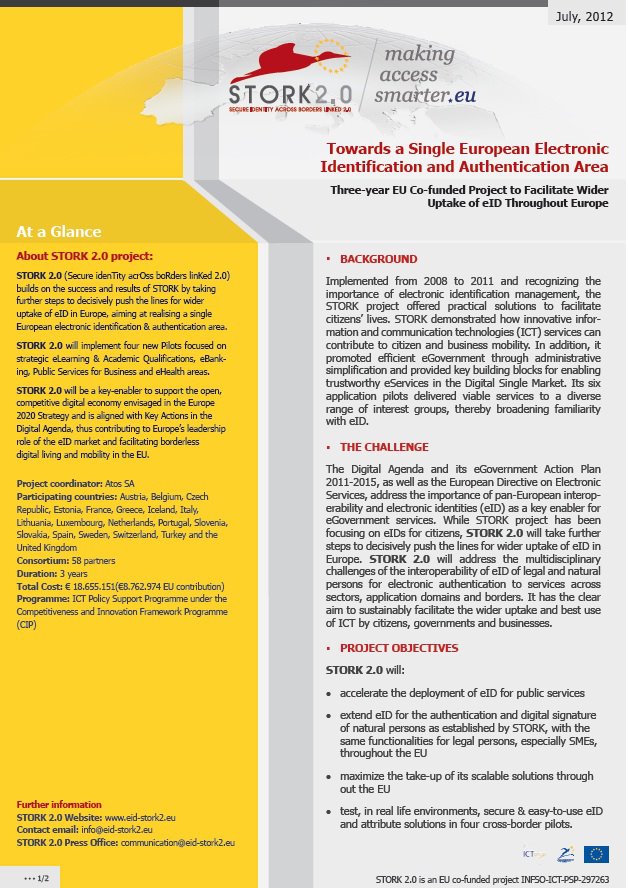 July, 2012
STORK 2.0
SECURE IDENTITY ACROSS BORDERS LINKED 2.0
making
access
smarter.eu
Towards a Single European Electronic
Identification and Authentication Area
Three-year EU Co-funded Project to Facilitate Wider
Uptake of eID Throughout Europe
At a Glance
About STORK 2.0 project:
STORK 2.0 (Secure idenTity acrOss boRders linKed 2.0)
builds on the success and results of STORK by taking
further steps to decisively push the lines for wider
uptake of eID in Europe, aiming at realising a single
European electronic identification & authentication area.
STORK 2.0 will implement four new Pilots focused on
strategic eLearning & Academic Qualifications, eBank-
ing, Public Services for Business and eHealth areas.
STORK 2.0 will be a key-enabler to support the open,
competitive digital economy envisaged in the Europe
2020 Strategy and is aligned with Key Actions in the
Digital Agenda, thus contributing to Europe's leadership
role of the eID market and facilitating borderless
digital living and mobility in the EU.
Project coordinator: Atos SA
Participating countries: Austria, Belgium, Czech
Republic, Estonia, France, Greece, Iceland, Italy,
Lithuania, Luxembourg, Netherlands, Portugal, Slovenia,
Slovakia, Spain, Sweden, Switzerland, Turkey and the
United Kingdom
Consortium: 58 partners
Duration: 3 years
Total Cost: € 18.655.151(€8.762.974 EU contribution)
Programme: ICT Policy Support Programme under the
Competitiveness and Innovation Framework Programme
(CIP)
Further information
STORK 2.0 Website: www.eid-stork2.eu
Contact email: info@eid-stork2.eu
STORK 2.0 Press Office: communication@eid-stork2.eu
• • • 1/2
▪ BACKGROUND
Implemented from 2008 to 2011 and recognizing the
importance of electronic identification management, the
STORK project offered practical solutions to facilitate
citizens' lives. STORK demonstrated how innovative infor-
mation and communication technologies (ICT) services can
contribute to citizen and business mobility. In addition, it
promoted efficient eGovernment through administrative
simplification and provided key building blocks for enabling
trustworthy eServices in the Digital Single Market. Its six
application pilots delivered viable services to a diverse
range of interest groups, thereby broadening familiarity
with eID.
▪ THE CHALLENGE
The Digital Agenda and its eGovernment Action Plan
2011-2015, as well as the European Directive on Electronic
Services, address the importance of pan-European interop-
erability and electronic identities (eID) as a key enabler for
eGovernment services. While STORK project has been
focusing on eIDs for citizens, STORK 2.0 will take further
steps to decisively push the lines for wider uptake of eID in
Europe. STORK 2.0 will address the multidisciplinary
challenges of the interoperability of eID of legal and natural
persons for electronic authentication to services across
sectors, application domains and borders. It has the clear
aim to sustainably facilitate the wider uptake and best use
of ICT by citizens, governments and businesses.
▪ PROJECT OBJECTIVES
STORK 2.0 will:
• accelerate the deployment of eID for public services
• extend eID for the authentication and digital signature
of natural persons as established by STORK, with the
same functionalities for legal persons, especially SMEs,
throughout the EU
• maximize the take-up of its scalable solutions through
out the EU
• test, in real life environments, secure & easy-to-use eID
and attribute solutions in four cross-border pilots.
ICT
STORK 2.0 is an EU co-funded project INFSO-ICT-PSP-297263